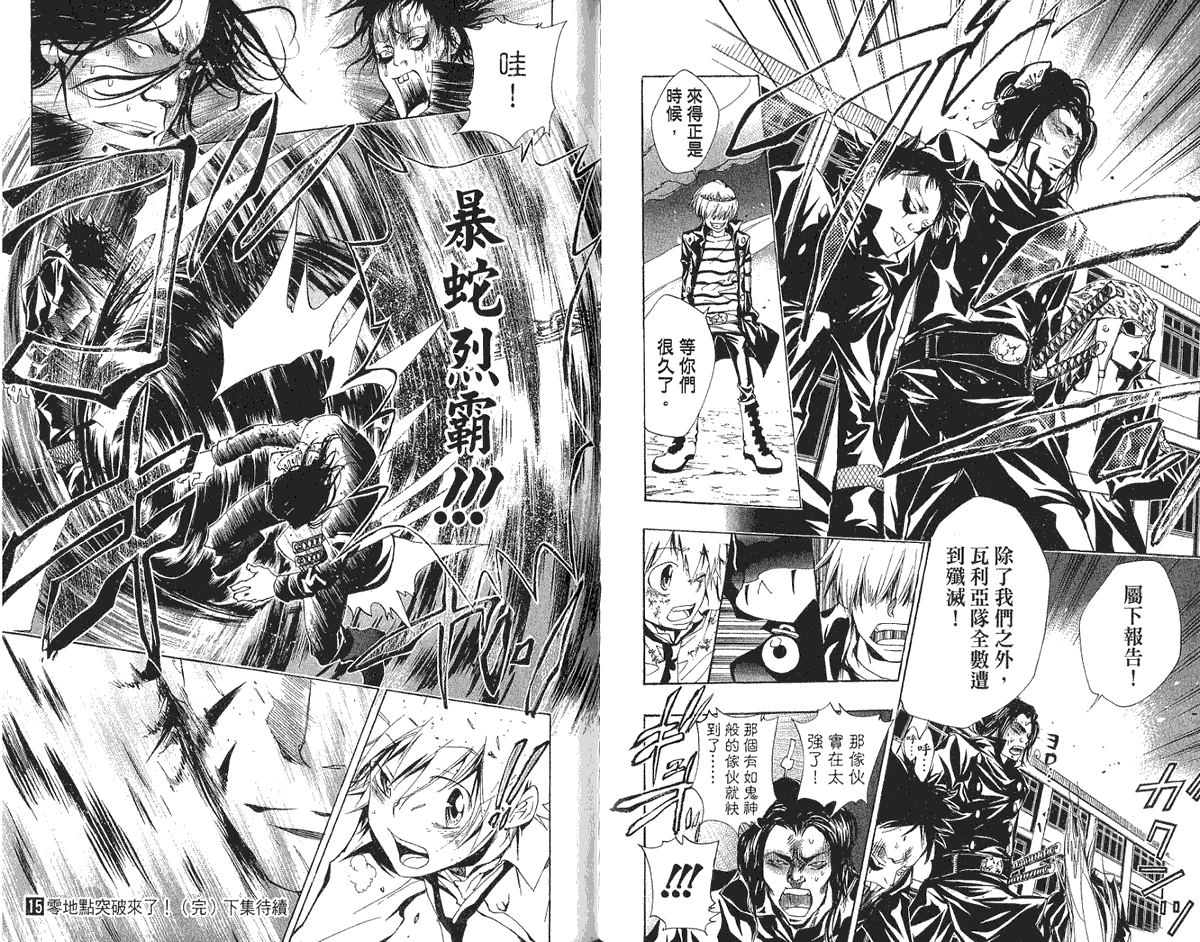 來得正是
時候，
等你們
很久了。
屬下報告！
除了我們之外，
瓦利亞隊全數遭
到殲滅！
呼…
呼…
那傢伙
實在太
強了！
那個有如鬼神
般的傢伙就快
到了……
!!!
哇！
暴蛇烈霸!!!
15 零地點突破來了！（完）下集待續